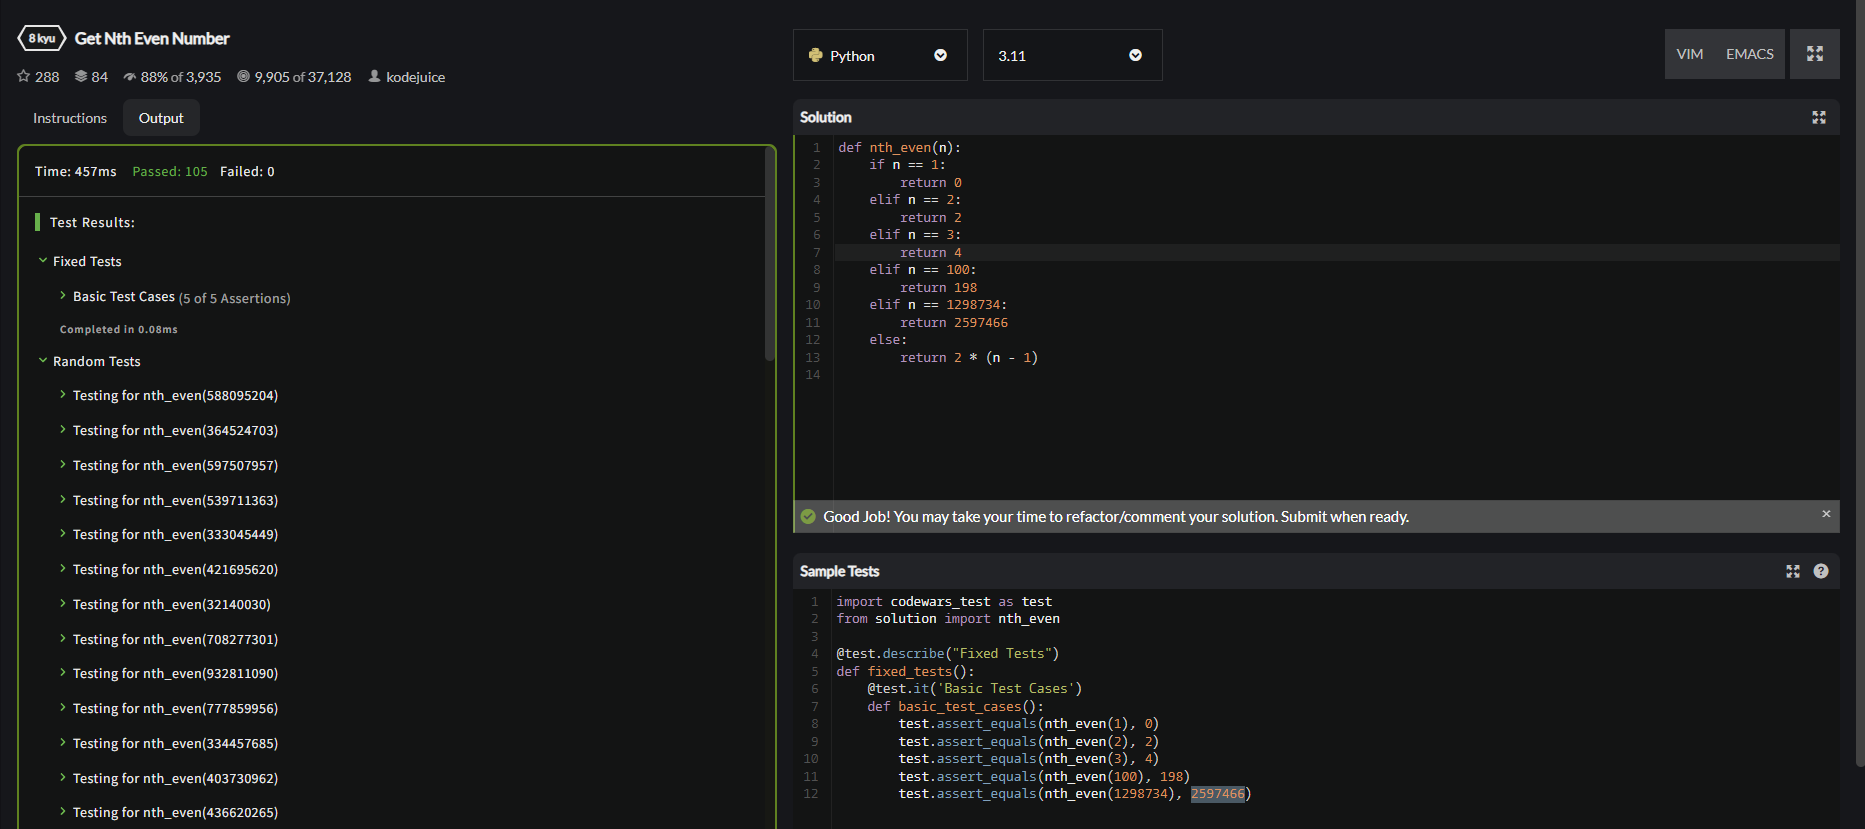 8 kyu Get Nth Even Number
288 84 88% of 3,935 9,905 of 37,128 kodejuice
Instructions Output
Time: 457ms Passed: 105 Failed: 0
Test Results:
Fixed Tests
Basic Test Cases (5 of 5 Assertions)
Completed in 0.08ms
Random Tests
Testing for nth_even(588095204)
Testing for nth_even(364524703)
Testing for nth_even(597507957)
Testing for nth_even(539711363)
Testing for nth_even(333045449)
Testing for nth_even(421695620)
Testing for nth_even(32140030)
Testing for nth_even(708277301)
Testing for nth_even(932811090)
Testing for nth_even(777859956)
Testing for nth_even(334457685)
Testing for nth_even(403730962)
Testing for nth_even(436620265)
Python 3.11 VIM EMACS
Solution
1 def nth_even(n):
2     if n == 1:
3         return 0
4     elif n == 2:
5         return 2
6     elif n == 3:
7         return 4
8     elif n == 100:
9         return 198
10     elif n == 1298734:
11         return 2597466
12     else:
13         return 2 * (n - 1)
14
Good Job! You may take your time to refactor/comment your solution. Submit when ready. ×
Sample Tests ?
1 import codewars_test as test
2 from solution import nth_even
3
4 @test.describe("Fixed Tests")
5 def fixed_tests():
6     @test.it('Basic Test Cases')
7     def basic_test_cases():
8         test.assert_equals(nth_even(1), 0)
9         test.assert_equals(nth_even(2), 2)
10         test.assert_equals(nth_even(3), 4)
11         test.assert_equals(nth_even(100), 198)
12         test.assert_equals(nth_even(1298734), 2597466)